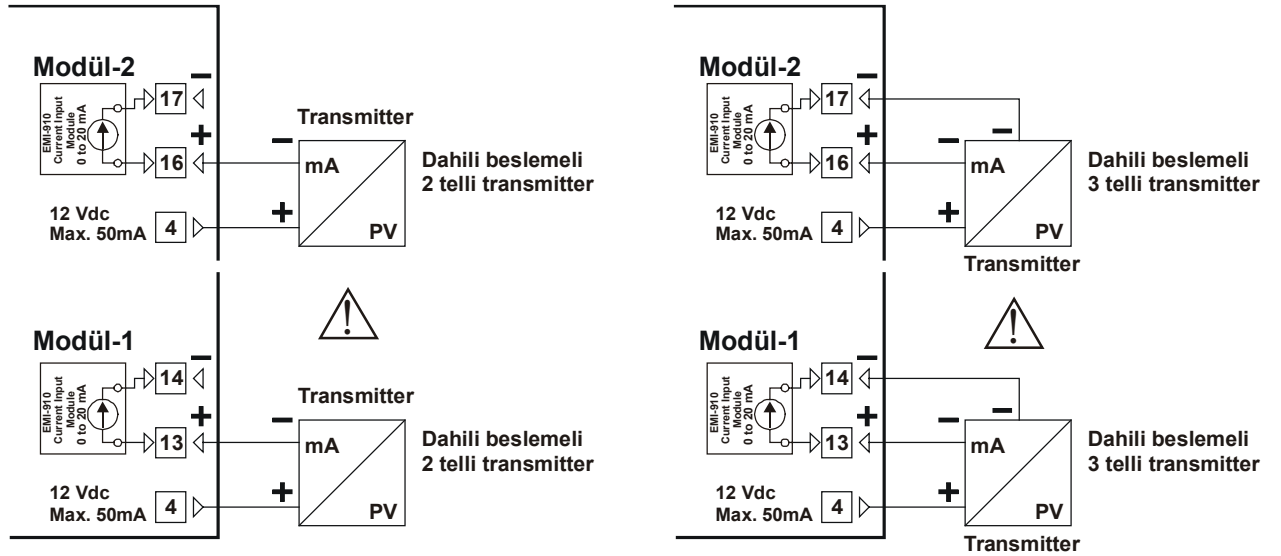 Modül-2
EMI-910
Current Input
Module
0 to 20 mA
17
−
+
16
12 Vdc
Max. 50mA
4
Transmitter
−
mA
+
PV
Dahili beslemeli
2 telli transmitter
Modül-1
EMI-910
Current Input
Module
0 to 20 mA
14
−
+
13
12 Vdc
Max. 50mA
4
!
Transmitter
−
mA
+
PV
Dahili beslemeli
2 telli transmitter
Modül-2
EMI-910
Current Input
Module
0 to 20 mA
17
−
+
16
12 Vdc
Max. 50mA
4
−
−
mA
+
PV
Transmitter
Dahili beslemeli
3 telli transmitter
Modül-1
EMI-910
Current Input
Module
0 to 20 mA
14
−
+
13
12 Vdc
Max. 50mA
4
!
−
−
mA
+
PV
Transmitter
Dahili beslemeli
3 telli transmitter